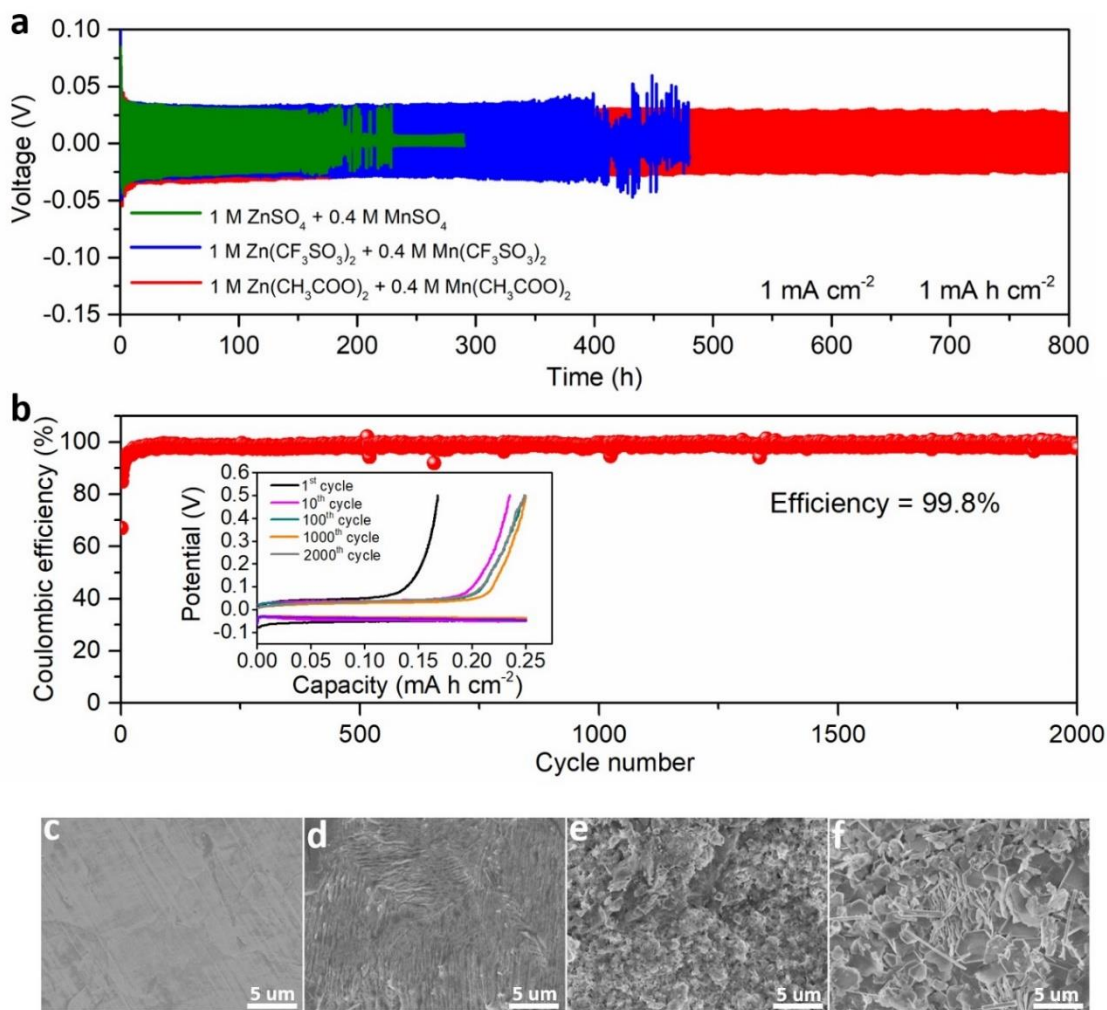 a
Voltage (V)
0.10
0.05
0.00
-0.05
-0.10
-0.15
1 M ZnSO₄ + 0.4 M MnSO₄
1 M Zn(CF₃SO₃)₂ + 0.4 M Mn(CF₃SO₃)₂
1 M Zn(CH₃COO)₂ + 0.4 M Mn(CH₃COO)₂
1 mA cm⁻² 1 mA h cm⁻²
0 100 200 300 400 500 600 700 800
Time (h)
b
Coulombic efficiency (%)
100
80
60
40
20
0
Potential (V)
0.6
0.5
0.4
0.3
0.2
0.1
0.0
-0.1
1ˢᵗ cycle
10ᵗʰ cycle
100ᵗʰ cycle
1000ᵗʰ cycle
2000ᵗʰ cycle
0.00 0.05 0.10 0.15 0.20 0.25
Capacity (mA h cm⁻²)
Efficiency = 99.8%
0 500 1000 1500 2000
Cycle number
c
5 um
d
5 um
e
5 um
f
5 um